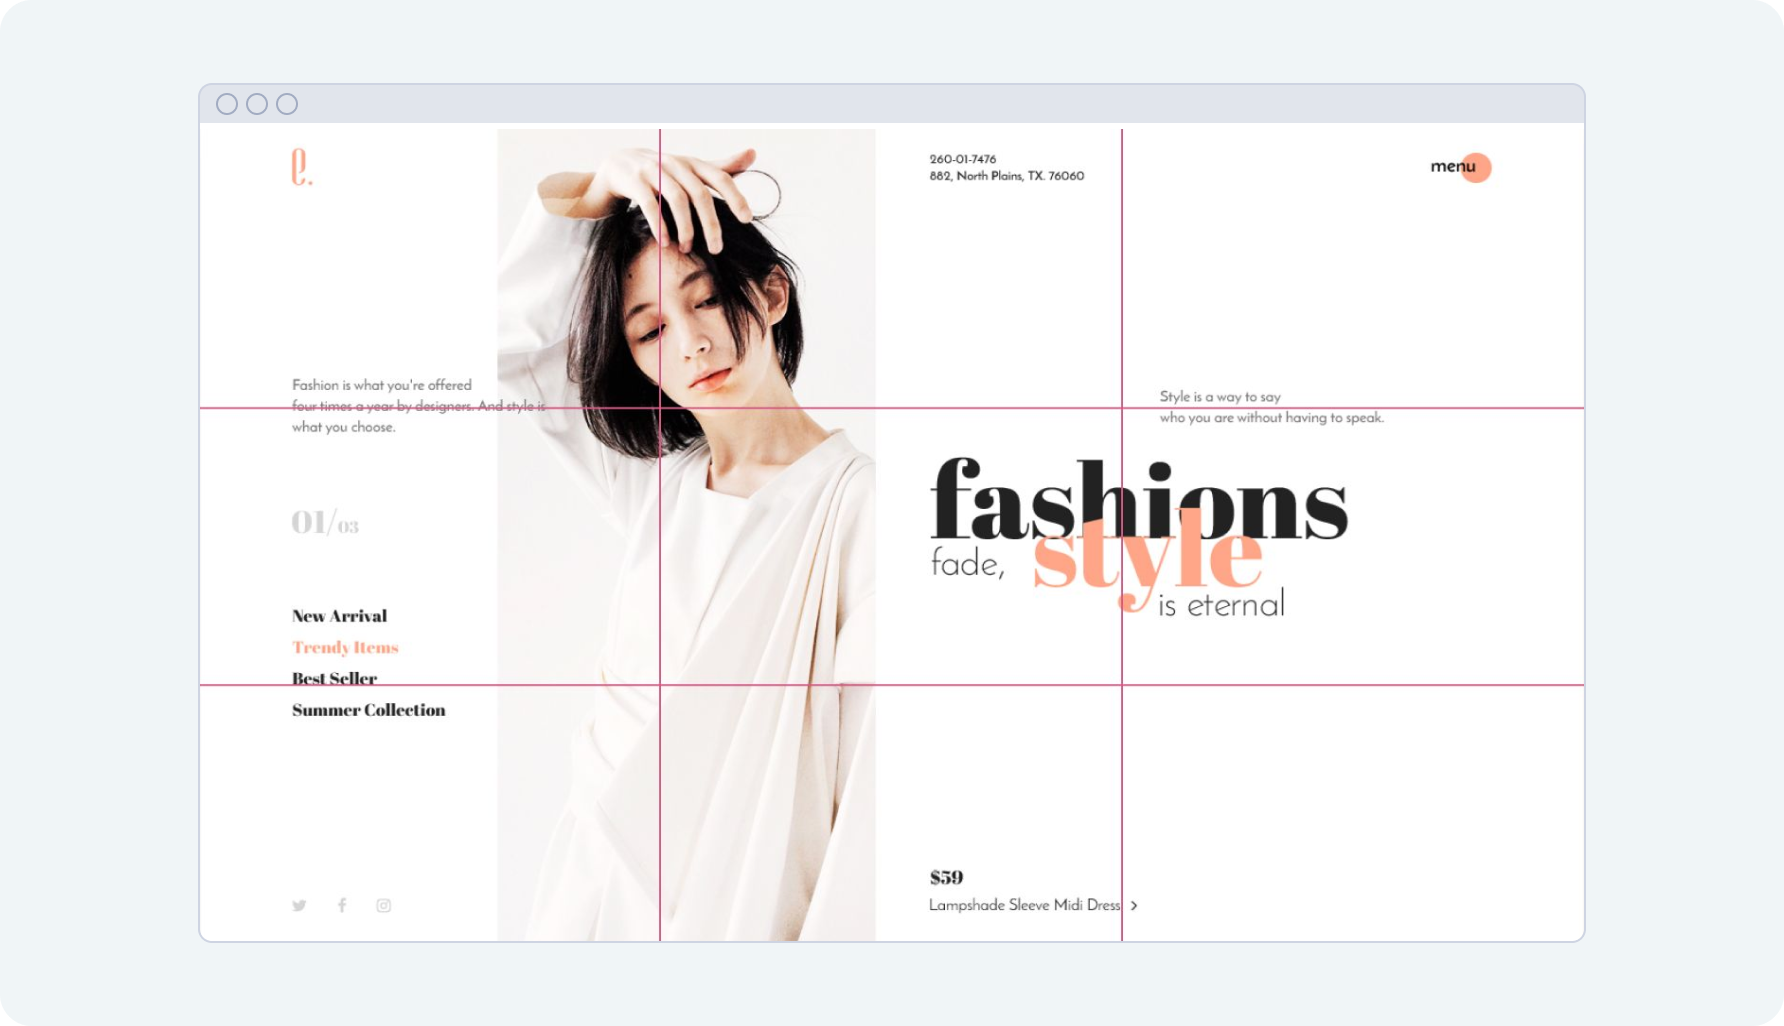 e.
260-01-7476
882, North Plains, TX. 76060
menu
Fashion is what you're offered
four times a year by designers. And style is
what you choose.
Style is a way to say
who you are without having to speak.
01/03
fashions
fade, style
is eternal
New Arrival
Trendy Items
Best Seller
Summer Collection
$59
Lampshade Sleeve Midi Dress >